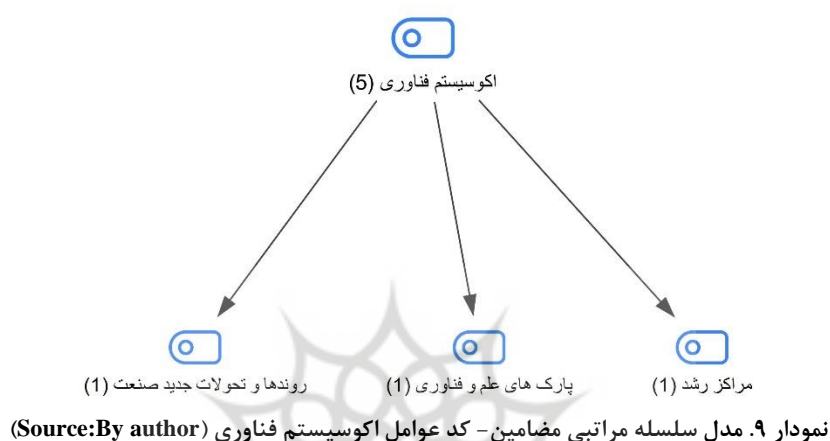 اکوسیستم فناوری (5)
مراکز رشد (1)
پارک های علم و فناوری (1)
روندها و تحولات جدید صنعت (1)
نمودار ۹. مدل سلسله مراتبی مضامین- کد عوامل اکوسیستم فناوری (Source:By author)